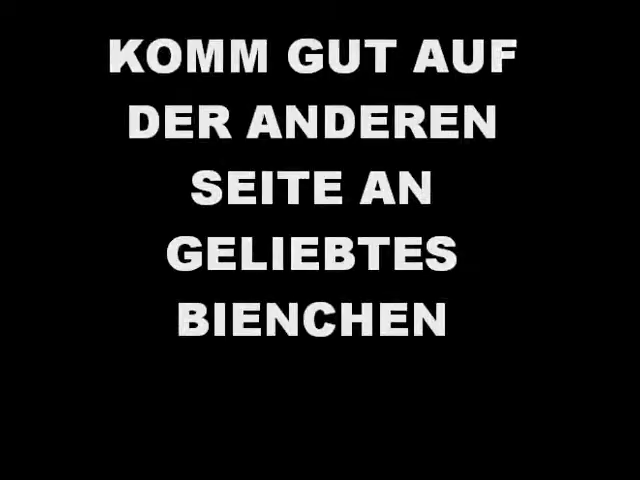 KOMM GUT AUF
DER ANDEREN
SEITE AN
GELIEBTES
BIENCHEN